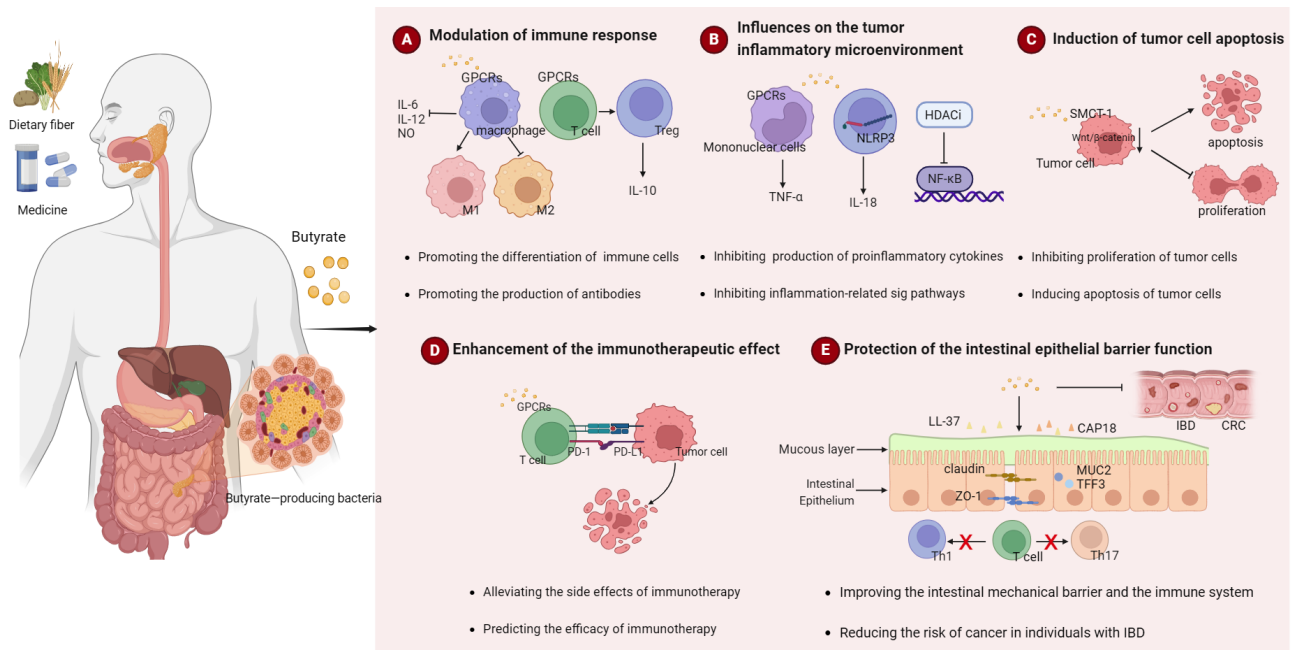 Dietary fiber
Medicine
Butyrate
Butyrate—producing bacteria
A Modulation of immune response
GPCRs
GPCRs
IL-6
IL-12
NO
macrophage
T cell
Treg
IL-10
M1
M2
• Promoting the differentiation of immune cells
• Promoting the production of antibodies
B Influences on the tumor
inflammatory microenvironment
GPCRs
Mononuclear cells
NLRP3
HDACi
NF-κB
TNF-α
IL-18
• Inhibiting production of proinflammatory cytokines
• Inhibiting inflammation-related sig pathways
C Induction of tumor cell apoptosis
SMCT-1
Wnt/β-catenin
Tumor cell
apoptosis
proliferation
• Inhibiting proliferation of tumor cells
• Inducing apoptosis of tumor cells
D Enhancement of the immunotherapeutic effect
GPCRs
T cell
PD-1
PD-L1
Tumor cell
• Alleviating the side effects of immunotherapy
• Predicting the efficacy of immunotherapy
E Protection of the intestinal epithelial barrier function
LL-37
CAP18
IBD
CRC
Mucous layer
claudin
MUC2
TFF3
Intestinal
Epithelium
ZO-1
Th1
X
T cell
X
Th17
• Improving the intestinal mechanical barrier and the immune system
• Reducing the risk of cancer in individuals with IBD